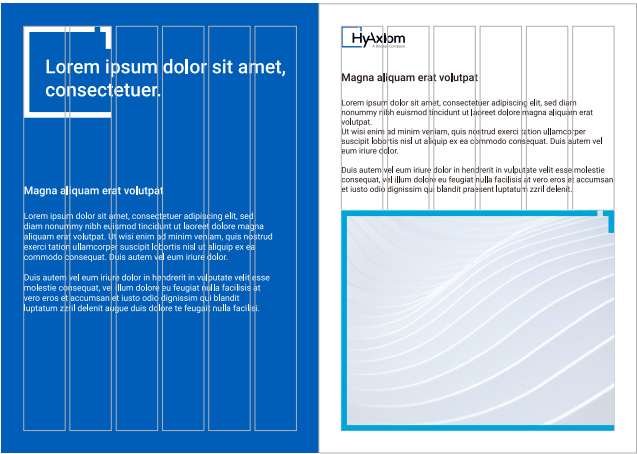 Lorem ipsum dolor sit amet,
consectetuer.
Magna aliquam erat volutpat
Lorem ipsum dolor sit amet, consectetuer adipiscing elit, sed
diam nonummy nibh euismod tincidunt ut laoreet dolore magna
aliquam erat volutpat. Ut wisi enim ad minim veniam, quis nostrud
exerci tation ullamcorper suscipit lobortis nisl ut aliquip ex ea
commodo consequat. Duis autem vel eum iriure dolor.
Duis autem vel eum iriure dolor in hendrerit in vulputate velit esse
molestie consequat, vel illum dolore eu feugiat nulla facilisis at
vero eros et accumsan et iusto odio dignissim qui blandit
luptatum zzril delenit augue duis dolore te feugait nulla facilisi.
HyAxiom
A Doosan Company
Magna aliquam erat volutpat
Lorem ipsum dolor sit amet, consectetuer adipiscing elit, sed diam
nonummy nibh euismod tincidunt ut laoreet dolore magna aliquam erat
volutpat.
Ut wisi enim ad minim veniam, quis nostrud exerci tation ullamcorper
suscipit lobortis nisl ut aliquip ex ea commodo consequat. Duis autem vel
eum iriure dolor.
Duis autem vel eum iriure dolor in hendrerit in vulputate velit esse molestie
consequat, vel illum dolore eu feugiat nulla facilisis at vero eros et accumsan
et iusto odio dignissim qui blandit praesent luptatum zzril delenit.